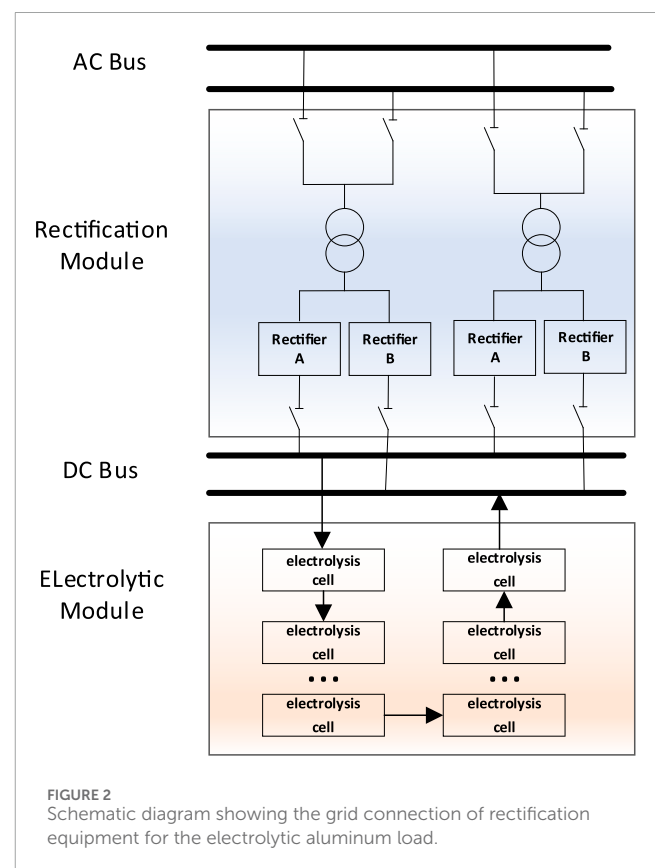 AC Bus
Rectification
Module
Rectifier
A
Rectifier
B
Rectifier
A
Rectifier
B
DC Bus
ELectrolytic
Module
electrolysis
cell
electrolysis
cell
electrolysis
cell
electrolysis
cell
• • •
• • •
electrolysis
cell
electrolysis
cell
FIGURE 2
Schematic diagram showing the grid connection of rectification
equipment for the electrolytic aluminum load.